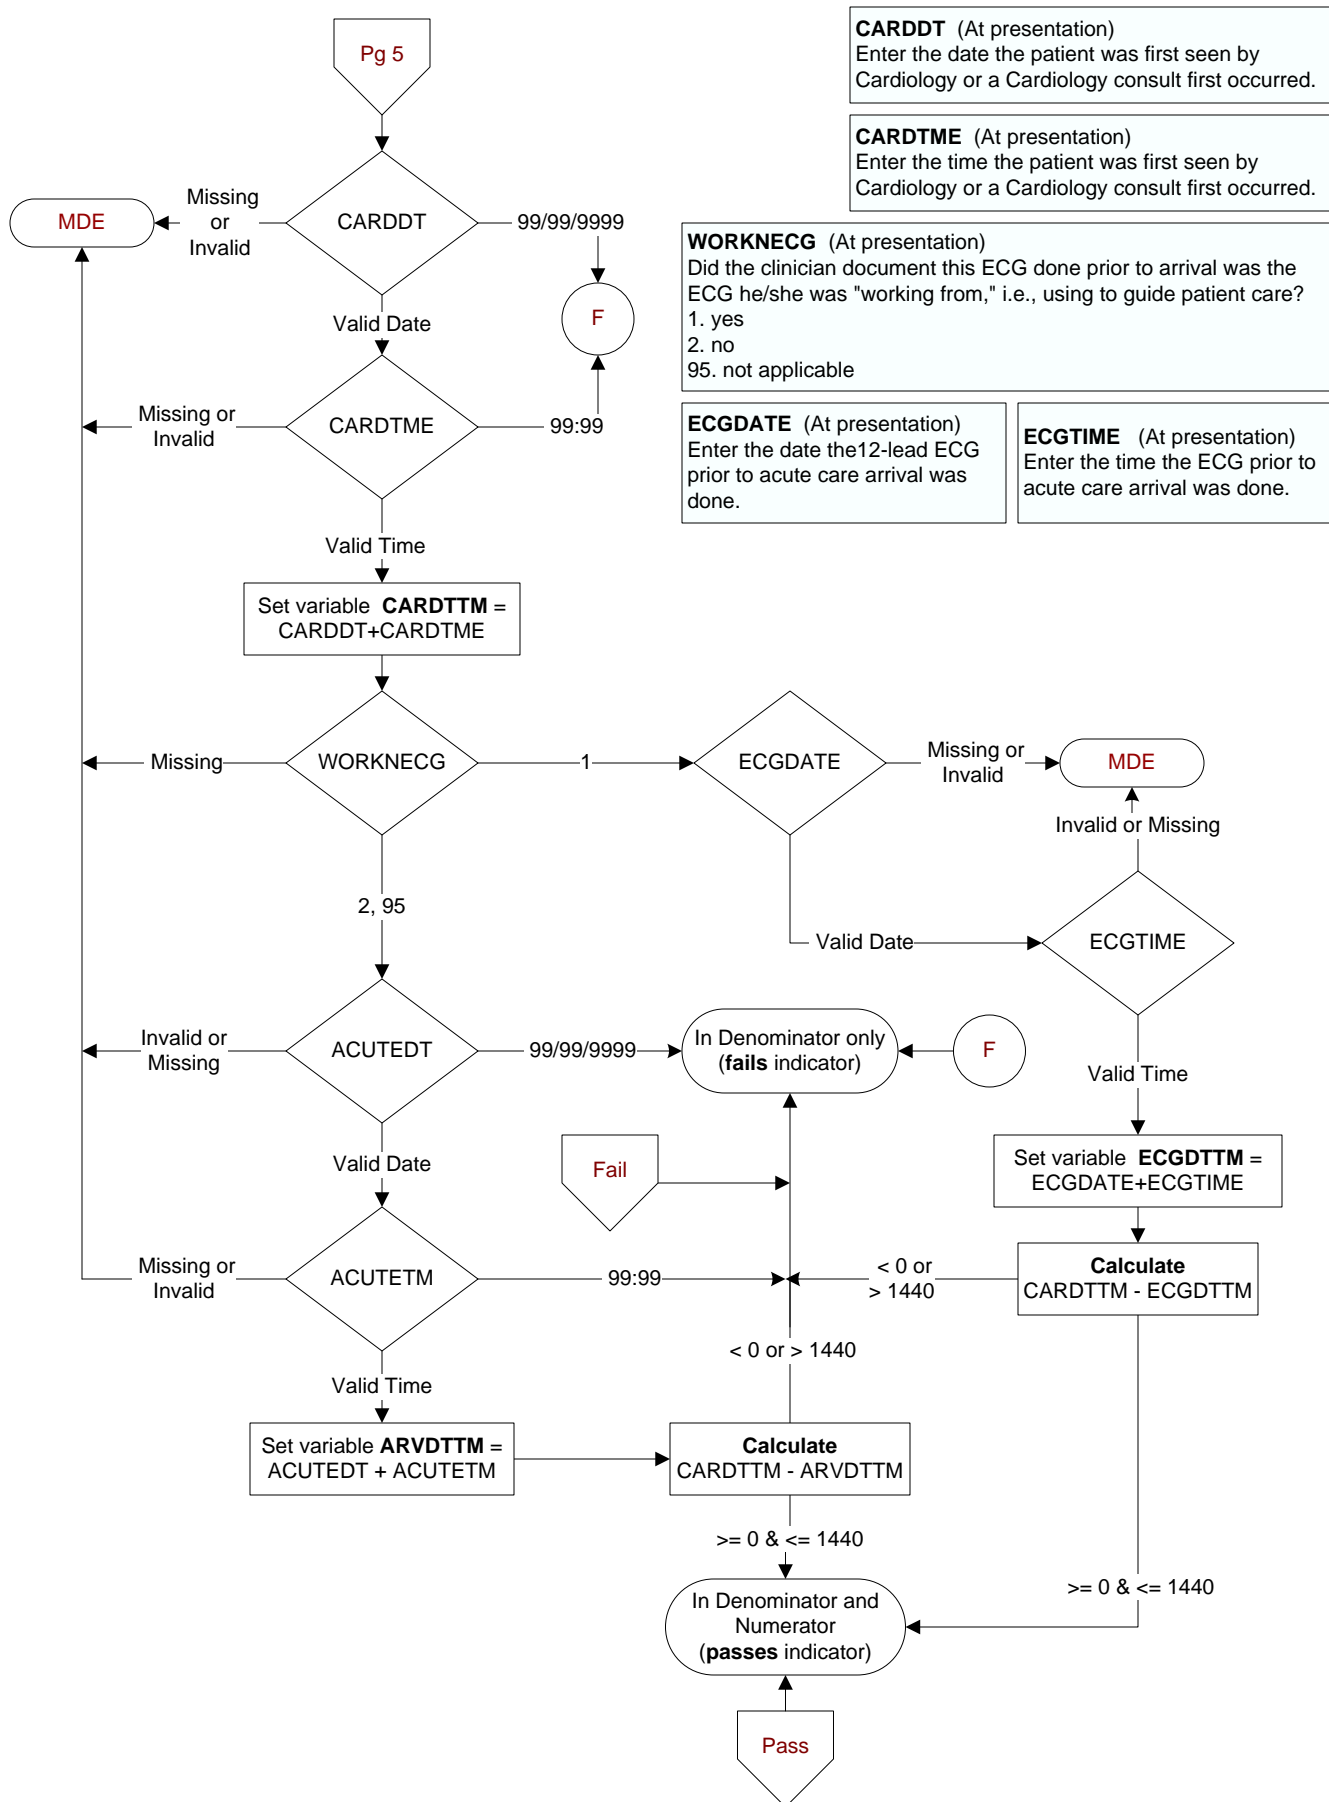 Pg 5
CARDDT (At presentation)
Enter the date the patient was first seen by
Cardiology or a Cardiology consult first occurred.
CARDTME (At presentation)
Enter the time the patient was first seen by
Cardiology or a Cardiology consult first occurred.
WORKNECG (At presentation)
Did the clinician document this ECG done prior to arrival was the
ECG he/she was "working from," i.e., using to guide patient care?
1. yes
2. no
95. not applicable
ECGDATE (At presentation)
Enter the date the12-lead ECG
prior to acute care arrival was
done.
ECGTIME (At presentation)
Enter the time the ECG prior to
acute care arrival was done.
MDE
Missing
or
Invalid
CARDDT
99/99/9999
F
Valid Date
Missing or
Invalid
CARDTME
99:99
Valid Time
Set variable CARDTTM =
CARDDT+CARDTME
Missing
WORKNECG
1
ECGDATE
Missing or
Invalid
MDE
Invalid or Missing
2, 95
Valid Date
ECGTIME
Invalid or
Missing
ACUTEDT
99/99/9999
In Denominator only
(fails indicator)
F
Valid Time
Valid Date
Fail
Set variable ECGDTTM =
ECGDATE+ECGTIME
Missing or
Invalid
ACUTETM
99:99
< 0 or
> 1440
Calculate
CARDTTM - ECGDTTM
< 0 or > 1440
Valid Time
Set variable ARVDTTM =
ACUTEDT + ACUTETM
Calculate
CARDTTM - ARVDTTM
>= 0 & <= 1440
>= 0 & <= 1440
In Denominator and
Numerator
(passes indicator)
Pass